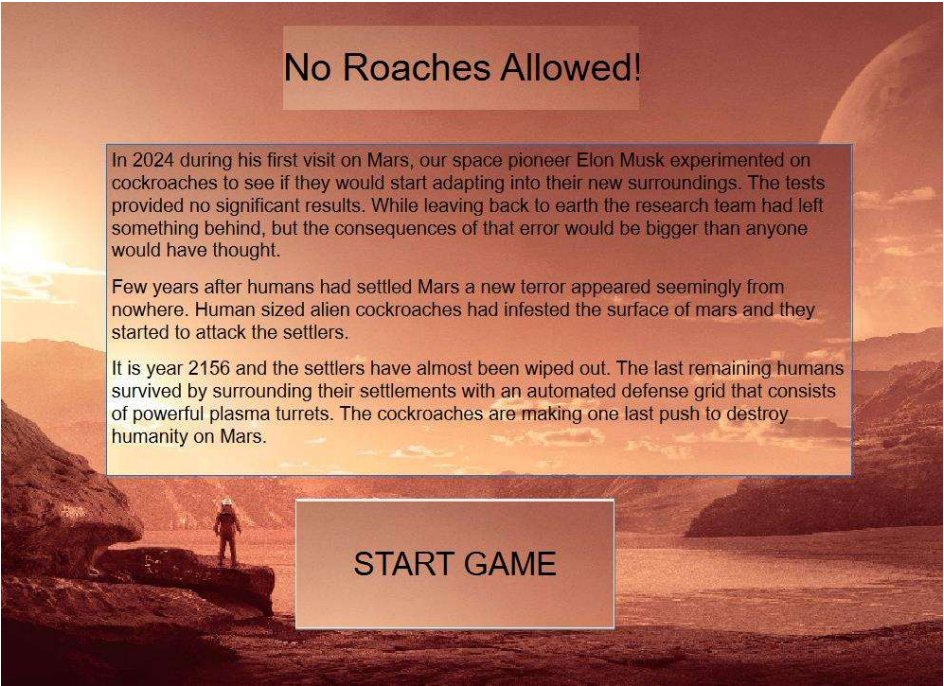 No Roaches Allowed!
In 2024 during his first visit on Mars, our space pioneer Elon Musk experimented on
cockroaches to see if they would start adapting into their new surroundings. The tests
provided no significant results. While leaving back to earth the research team had left
something behind, but the consequences of that error would be bigger than anyone
would have thought.
Few years after humans had settled Mars a new terror appeared seemingly from
nowhere. Human sized alien cockroaches had infested the surface of mars and they
started to attack the settlers.
It is year 2156 and the settlers have almost been wiped out. The last remaining humans
survived by surrounding their settlements with an automated defense grid that consists
of powerful plasma turrets. The cockroaches are making one last push to destroy
humanity on Mars.
START GAME